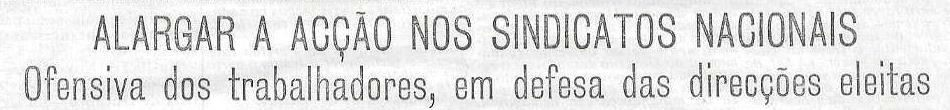 ALARGAR A ACÇÃO NOS SINDICATOS NACIONAIS
Ofensiva dos trabalhadores, em defesa das direcções eleitas